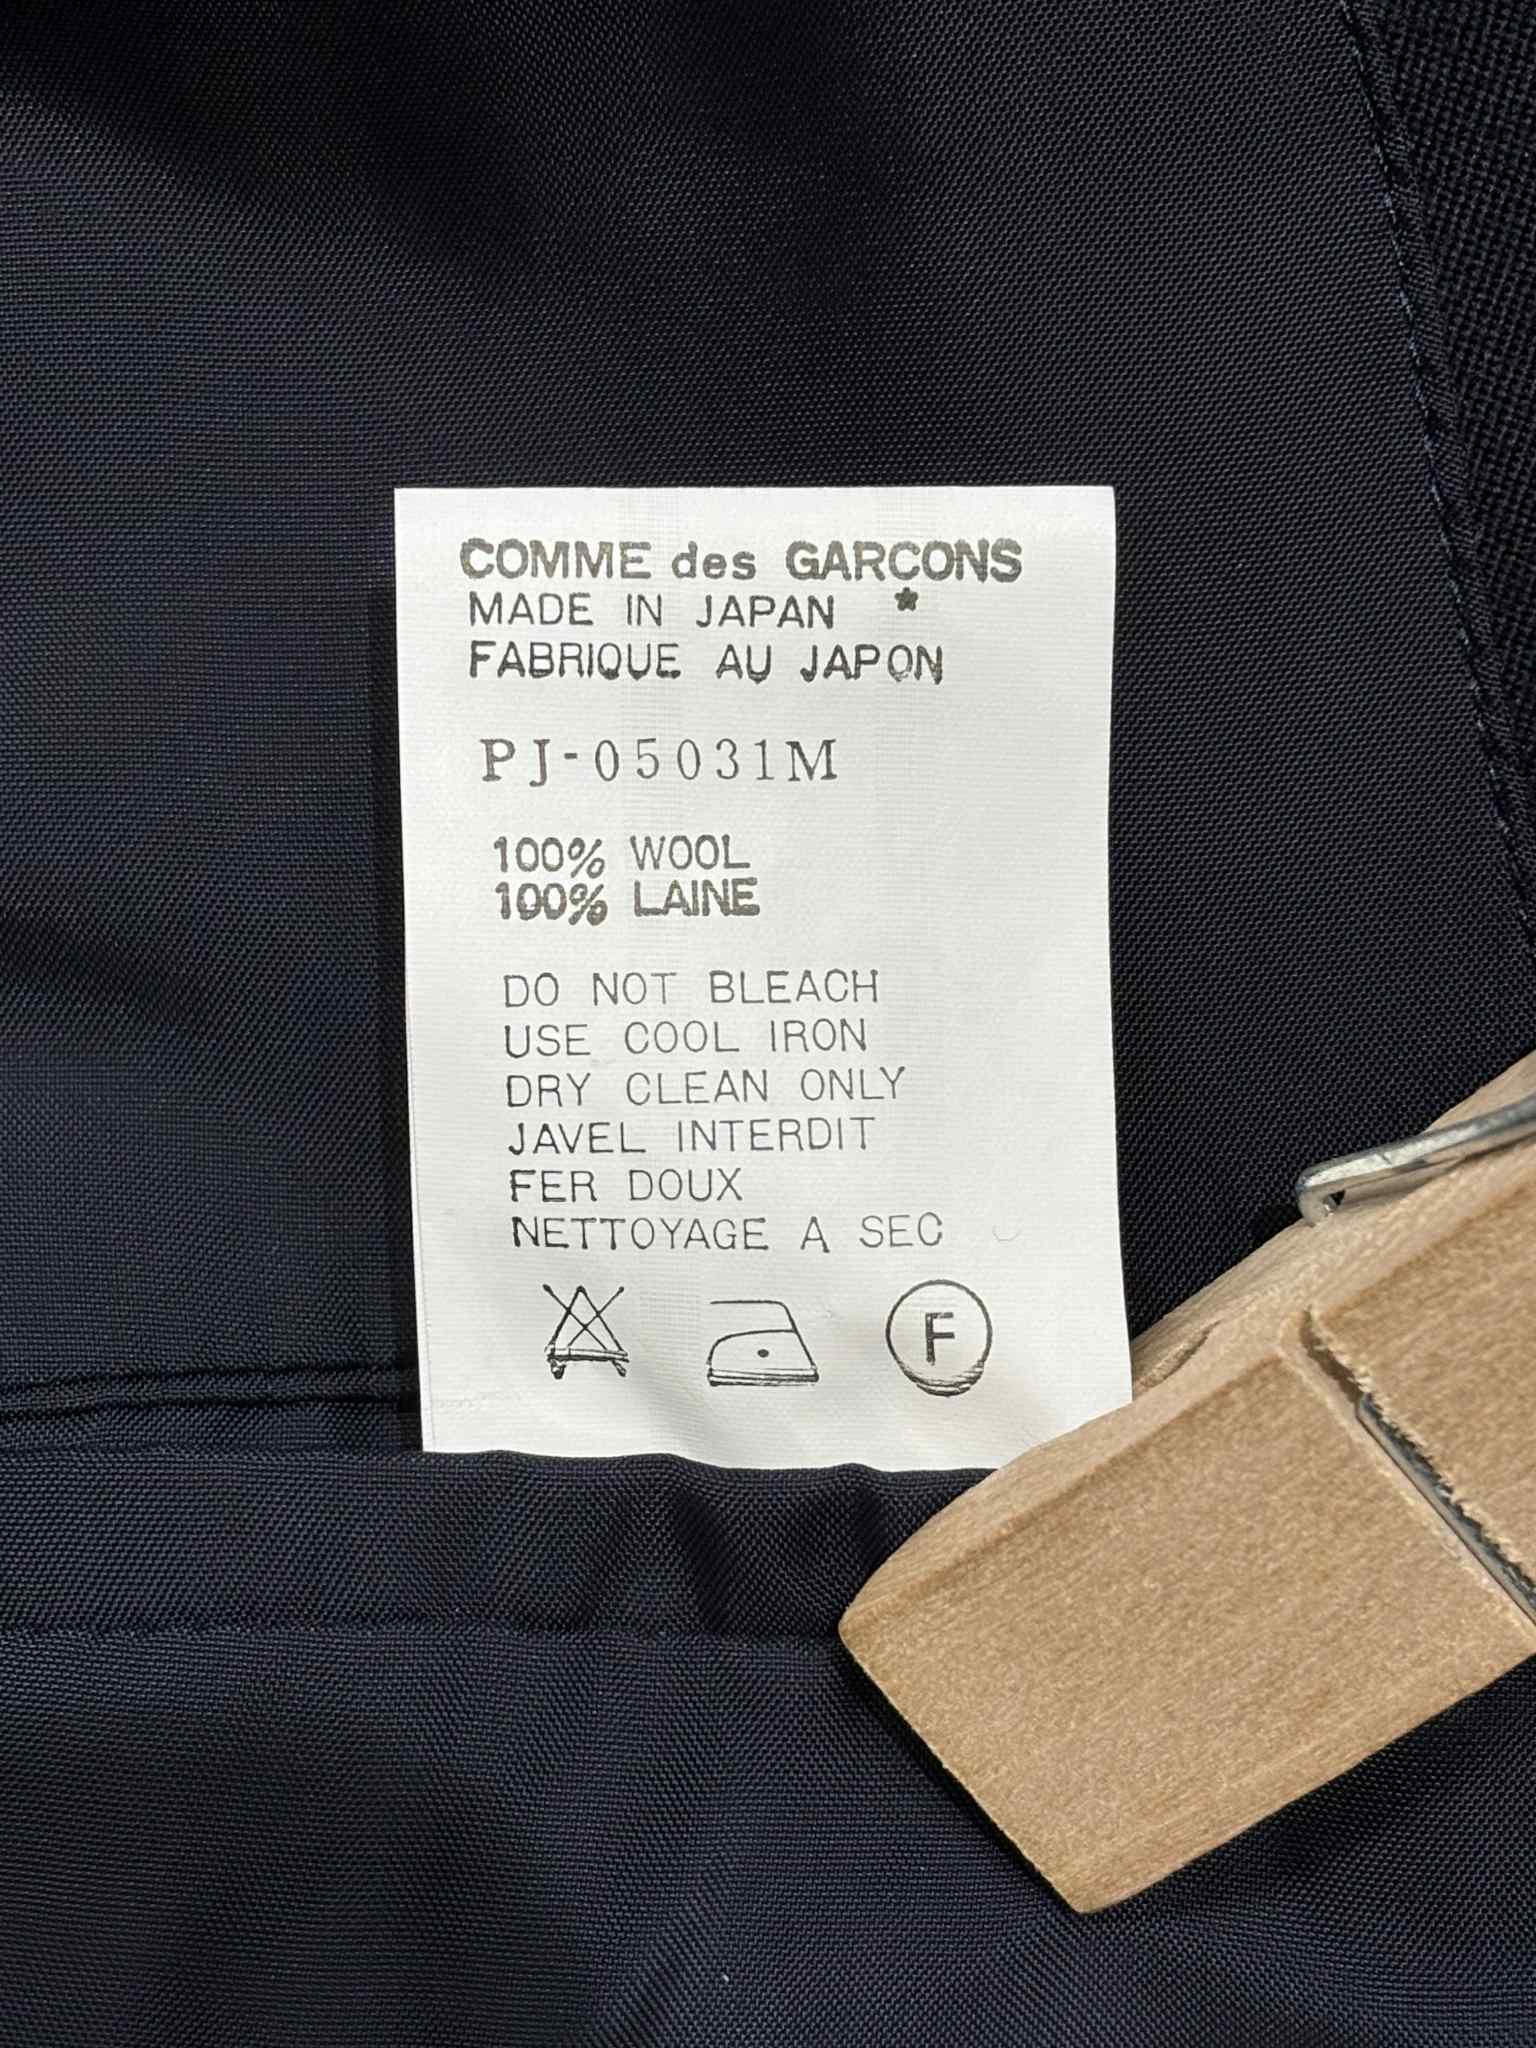 COMME des GARCONS
MADE IN JAPAN *
FABRIQUE AU JAPON
PJ-05031M
100% WOOL
100% LAINE
DO NOT BLEACH
USE COOL IRON
DRY CLEAN ONLY
JAVEL INTERDIT
FER DOUX
NETTOYAGE A SEC
F